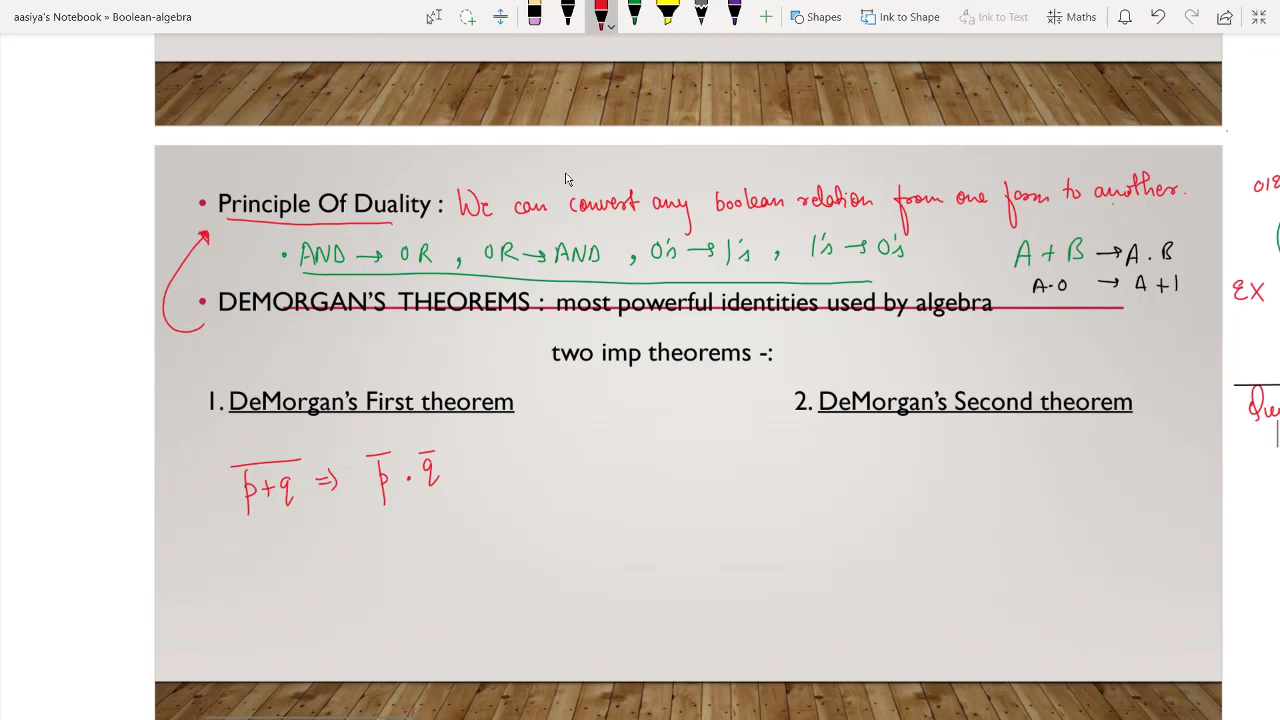 aasiya's Notebook » Boolean-algebra
Shapes Ink to Shape Ink to Text Maths
• Principle Of Duality : We can convert any boolean relation from one form to another.
018
• AND → OR , OR → AND , 0's → 1's , 1's → 0's
A + B → A . B
A·0 → A + 1
EX
• DEMORGAN'S THEOREMS : most powerful identities used by algebra
two imp theorems -:
1. DeMorgan's First theorem
2. DeMorgan's Second theorem
p̅+̅q̅ ⇒ p̅ . q̅